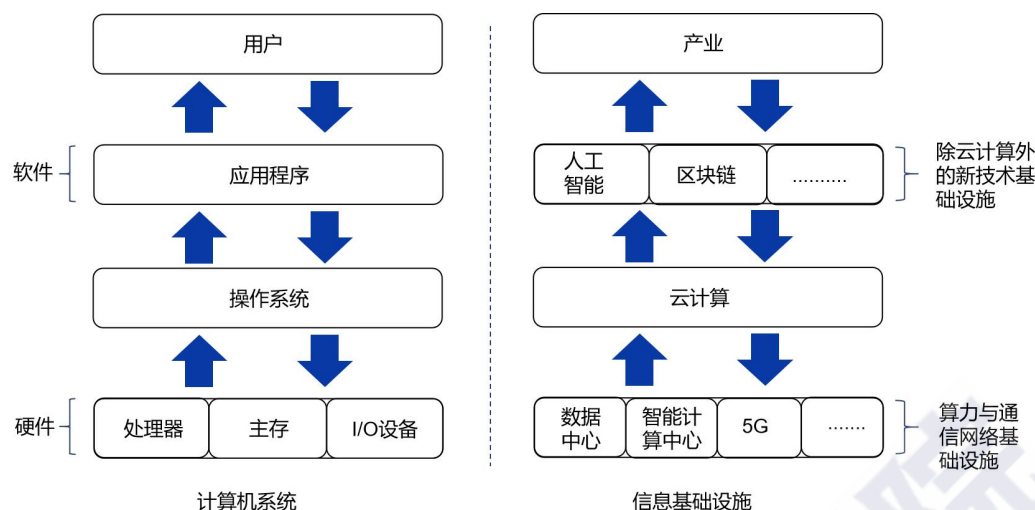 用户
软件
应用程序
操作系统
硬件
处理器
主存
I/O设备
计算机系统
产业
人工
智能
区块链
..........
除云计算外
的新技术基
础设施
云计算
数据
中心
智能计
算中心
5G
.......
算力与通
信网络基
础设施
信息基础设施